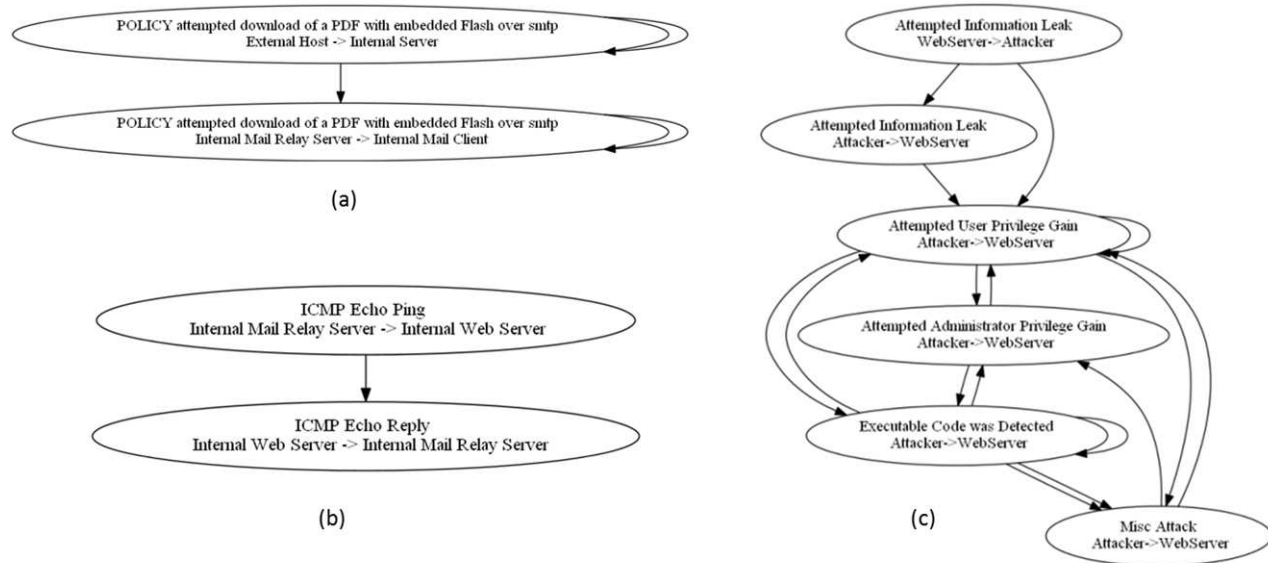 POLICY attempted download of a PDF with embedded Flash over smtp
External Host -> Internal Server
POLICY attempted download of a PDF with embedded Flash over smtp
Internal Mail Relay Server -> Internal Mail Client
(a)
ICMP Echo Ping
Internal Mail Relay Server -> Internal Web Server
ICMP Echo Reply
Internal Web Server -> Internal Mail Relay Server
(b)
Attempted Information Leak
WebServer->Attacker
Attempted Information Leak
Attacker->WebServer
Attempted User Privilege Gain
Attacker->WebServer
Attempted Administrator Privilege Gain
Attacker->WebServer
Executable Code was Detected
Attacker->WebServer
Misc Attack
Attacker->WebServer
(c)